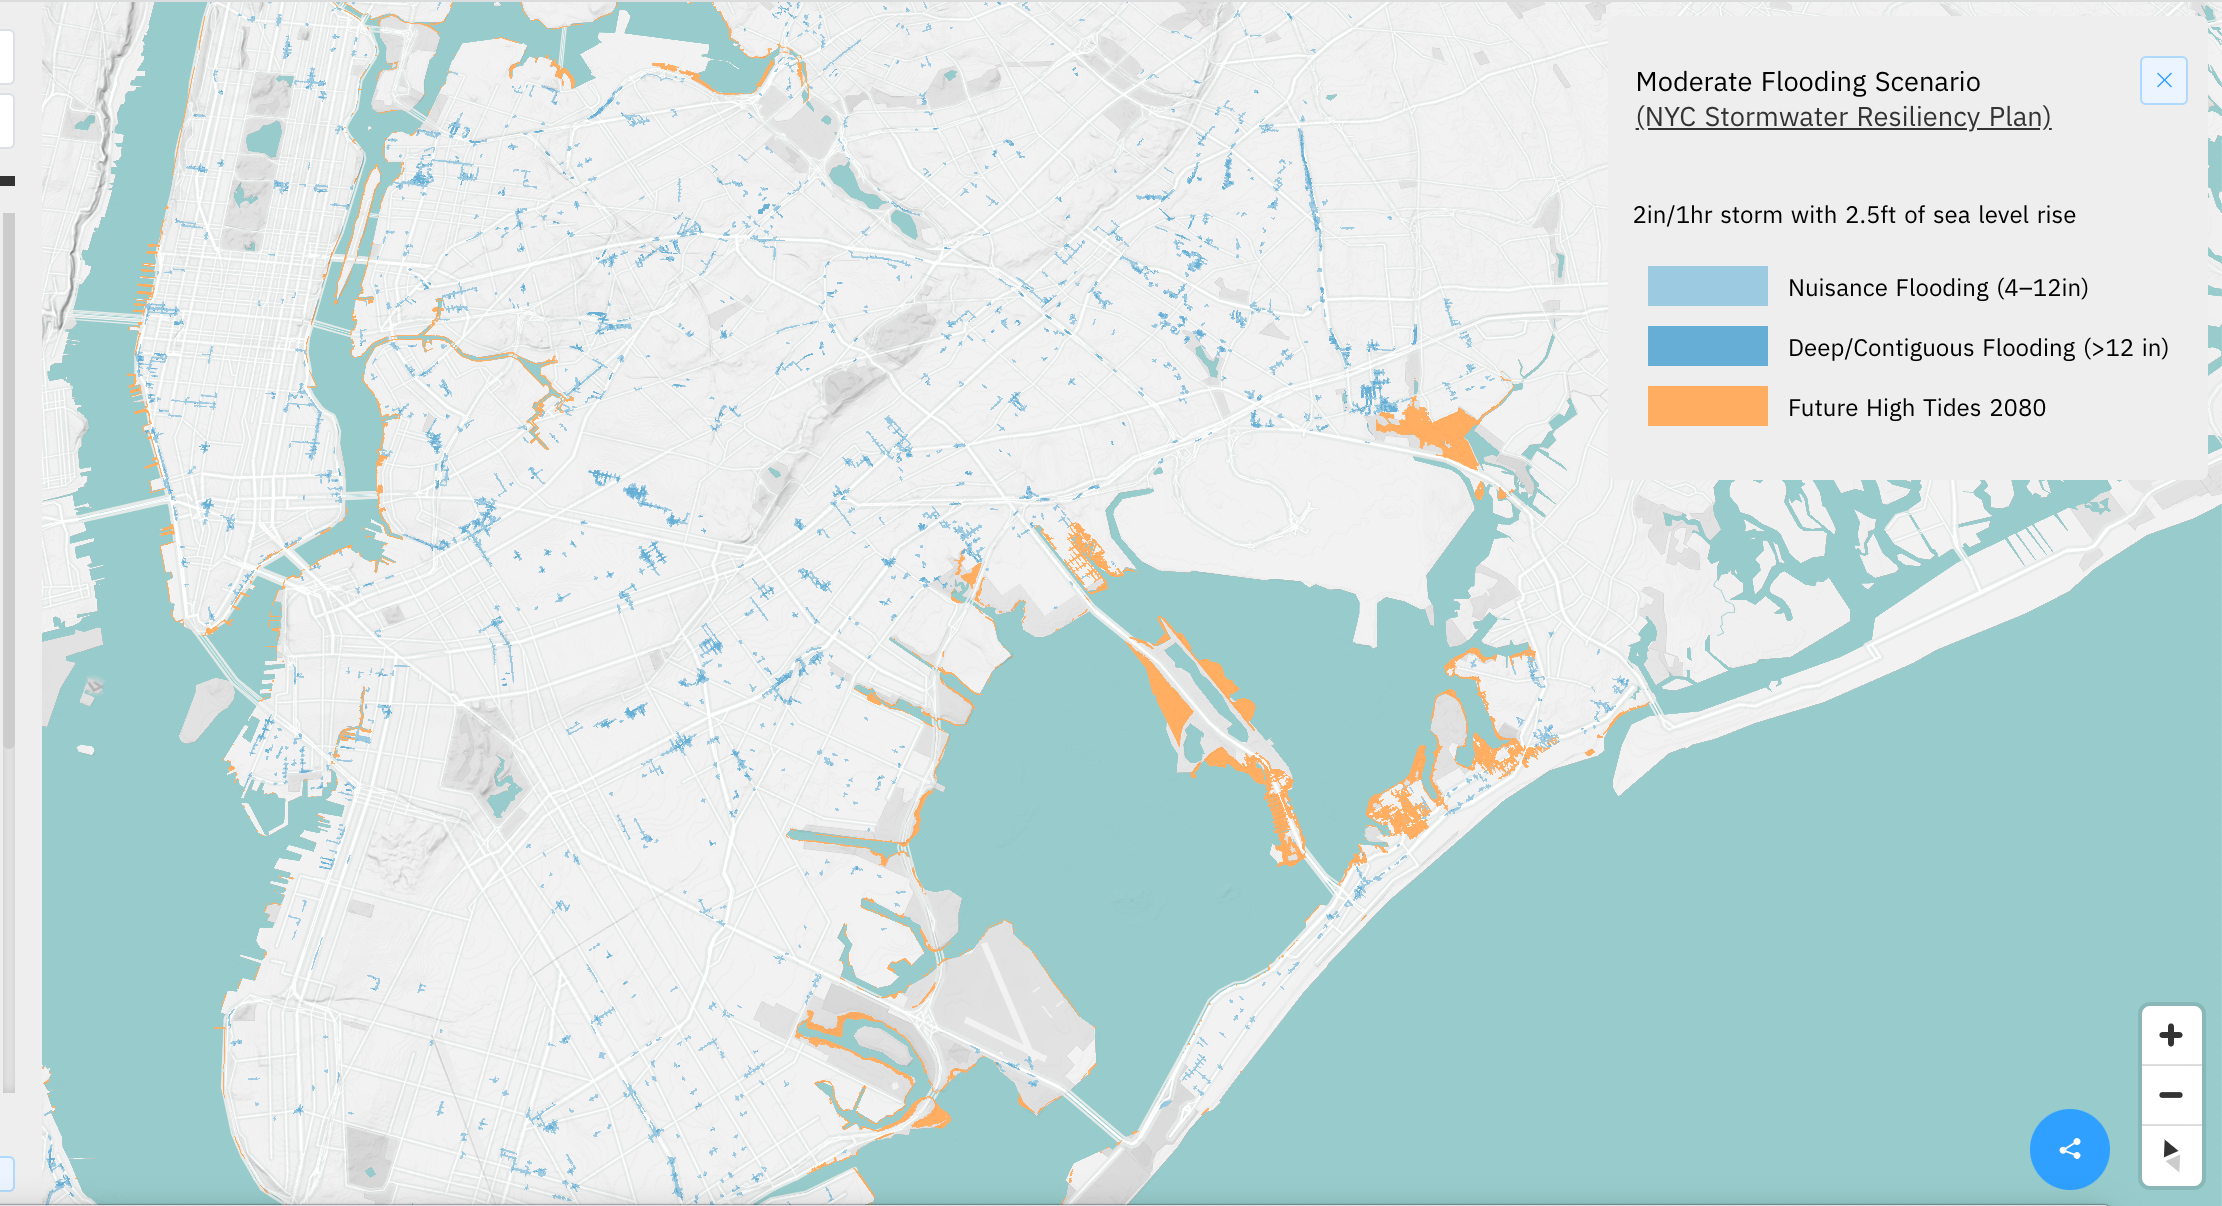 Moderate Flooding Scenario
(NYC Stormwater Resiliency Plan)
2in/1hr storm with 2.5ft of sea level rise
Nuisance Flooding (4–12in)
Deep/Contiguous Flooding (>12 in)
Future High Tides 2080